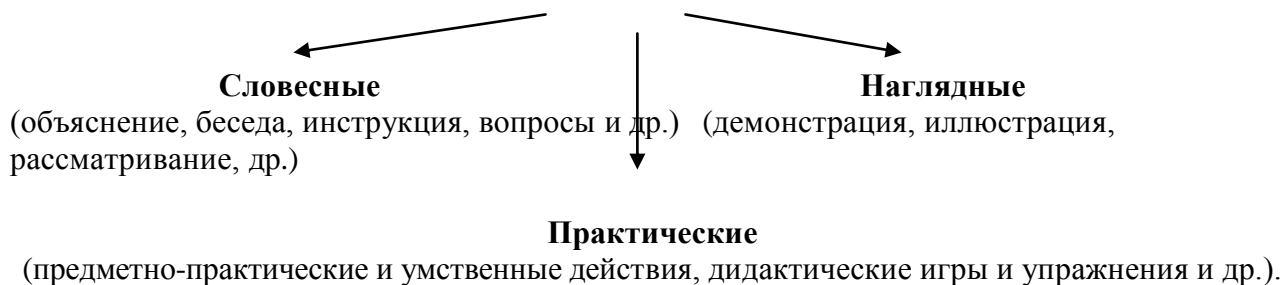 Словесные Наглядные
(объяснение, беседа, инструкция, вопросы и др.) (демонстрация, иллюстрация,
рассматривание, др.)
Практические
(предметно-практические и умственные действия, дидактические игры и упражнения и др.).